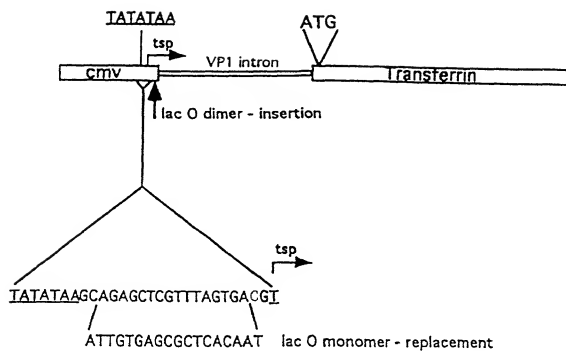 TATATAA
tsp
ATG
cmv
VP1 intron
Transferrin
lac O dimer - insertion
tsp
TATATAAGCAGAGCTCGTTTAGTGACGT
ATTGTGAGCGCTCACAAT lac O monomer - replacement